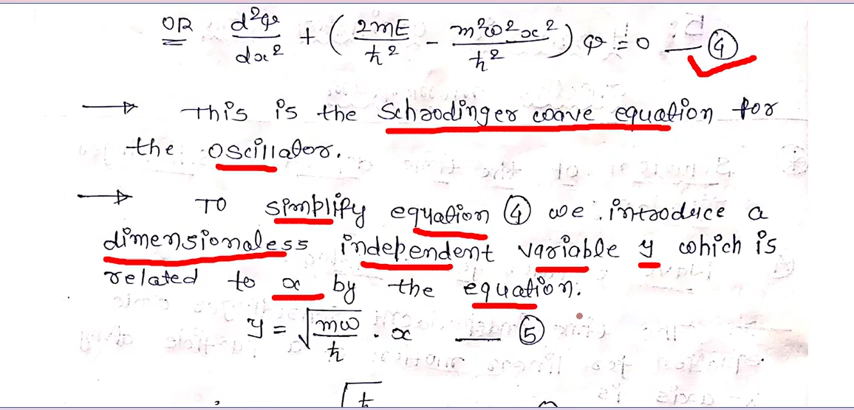 OR d²φ/dx² + (2mE/ħ² - m²ω²x²/ħ²) φ = 0 — ④
→ This is the Schrodinger wave equation for
the oscillator.
→ To simplify equation ④ we introduce a
dimensionless independent variable y which is
related to x by the equation.
y = √(mω/ħ) · x — ⑤